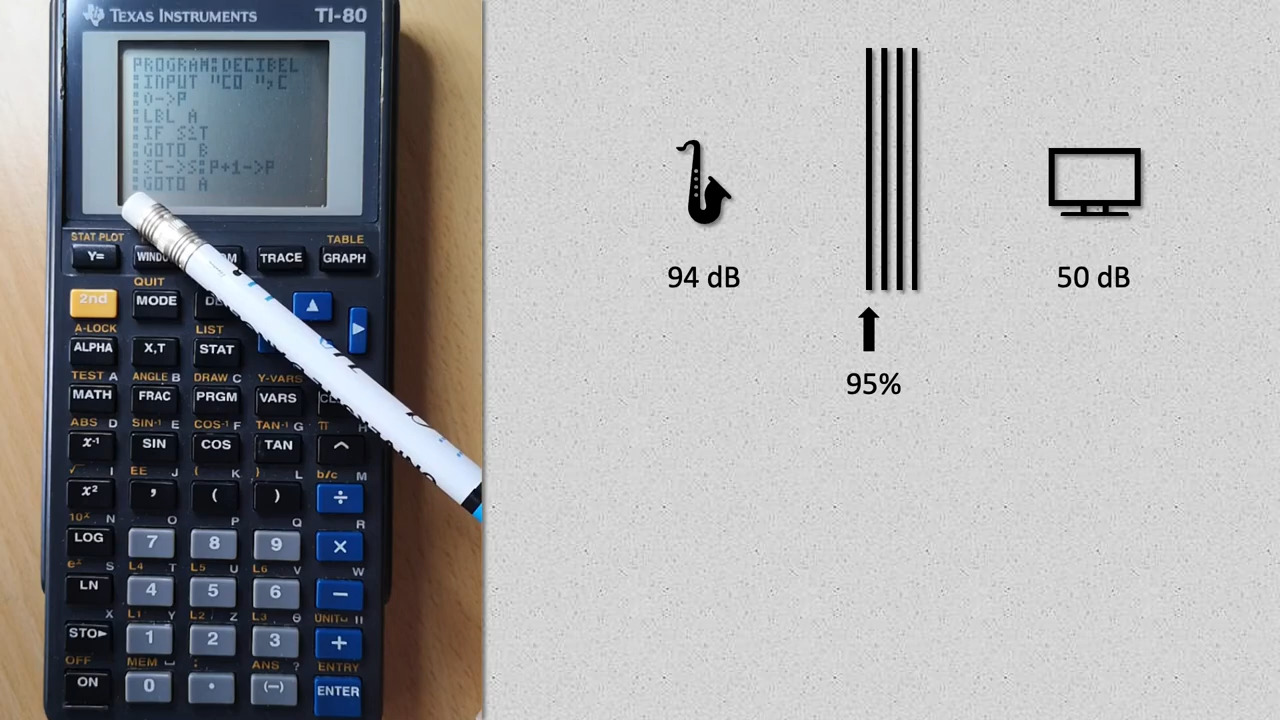 TEXAS INSTRUMENTS TI-80
PROGRAM:DECIBEL
:INPUT "CO ",C
:0->P
:LBL A
:IF S≤T
:GOTO B
:SC->S:P+1->P
:GOTO A
STAT PLOT TABLE
Y= TRACE GRAPH
QUIT
2nd MODE
A-LOCK LIST
ALPHA X,T STAT
TEST A ANGLE B DRAW C Y-VARS
MATH FRAC PRGM VARS
ABS D SIN-1 E COS-1 F TAN-1 G π H
x-1 SIN COS TAN ^
√ I EE J ( K ) L b/c M
x² , ( ) ÷
10ˣ N O P Q R
LOG 7 8 9 ×
eˣ S L4 T L5 U L6 V W
LN 4 5 6 −
X L1 Y L2 Z L3 θ
STO► 1 2 3 +
OFF MEM : ANS ? ENTRY
ON 0 . (−) ENTER
94 dB
50 dB
95%